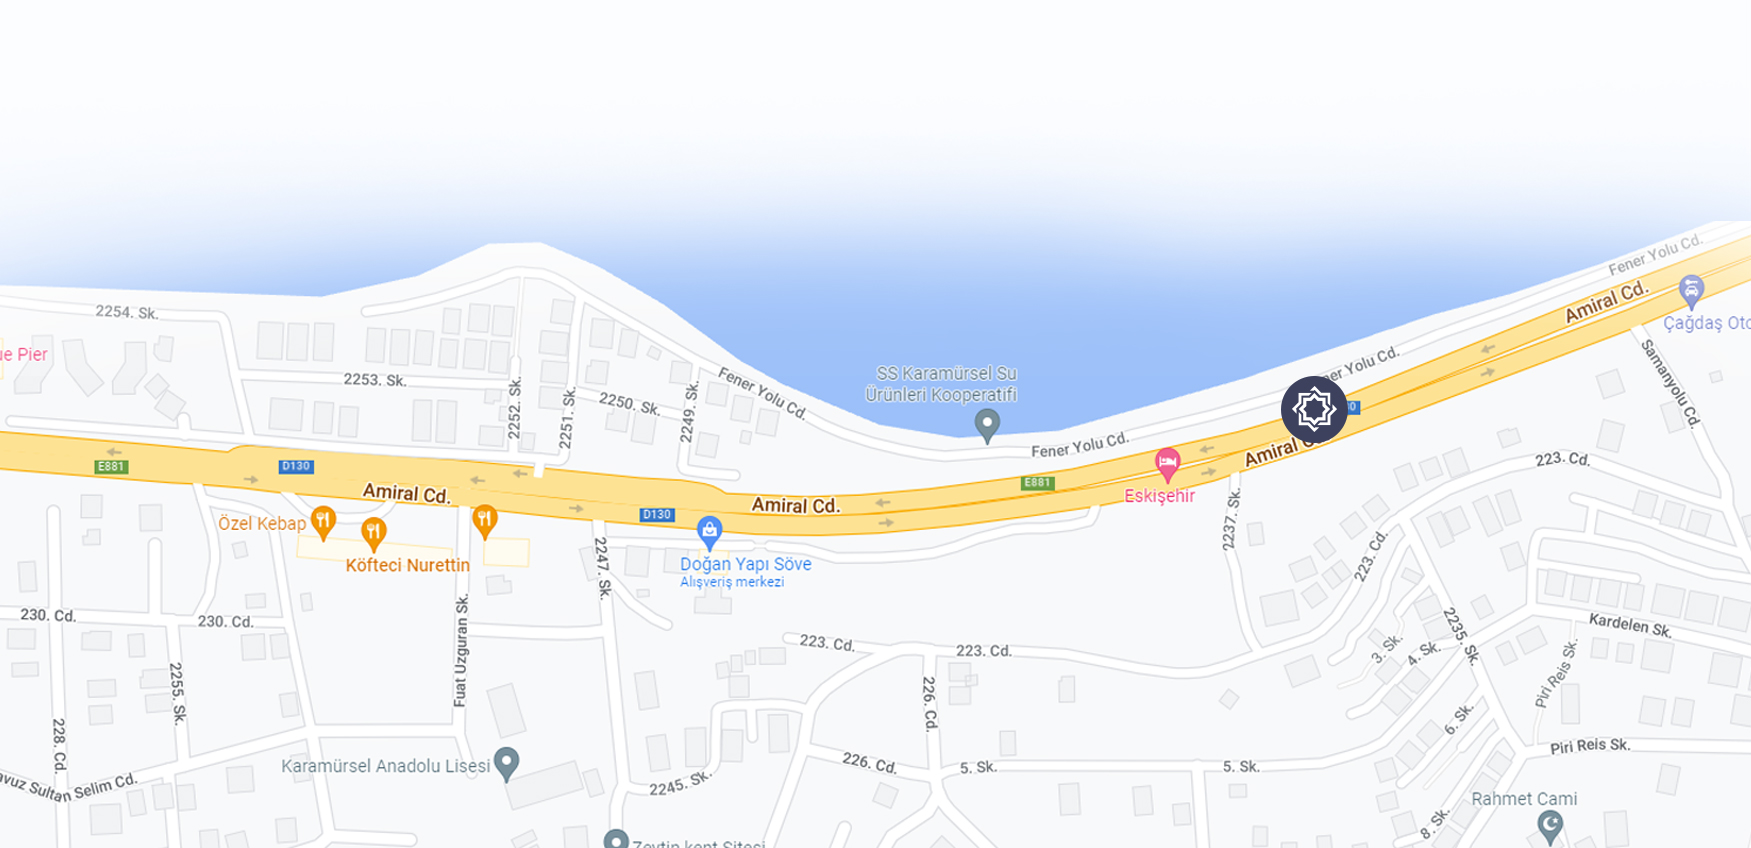 Fener Yolu Cd.
Amiral Cd.
2254. Sk.
Çağdaş Oto
Pier
2253. Sk.
2252. Sk.
2251. Sk.
2250. Sk.
2249. Sk.
Fener Yolu Cd.
SS Karamürsel Su
Ürünleri Kooperatifi
Fener Yolu Cd.
Samanyolu Cd.
Fener Yolu Cd.
Amiral
E881
D130
Amiral Cd.
Amiral Cd.
E881
Eskişehir
223. Cd.
Özel Kebap
Köfteci Nurettin
D130
Doğan Yapı Söve
Alışveriş merkezi
2247. Sk.
2237. Sk.
223. Cd.
230. Cd.
230. Cd.
Fuat Uzguran Sk.
223. Cd.
223. Cd.
3. Sk.
4. Sk.
2235. Sk.
Kardelen Sk.
Piri Reis Sk.
2255. Sk.
226. Cd.
228. Cd.
6. Sk.
Piri Reis Sk.
Karamürsel Anadolu Lisesi
226. Cd.
5. Sk.
5. Sk.
Sultan Selim Cd.
2245. Sk.
Rahmet Cami
8. Sk.